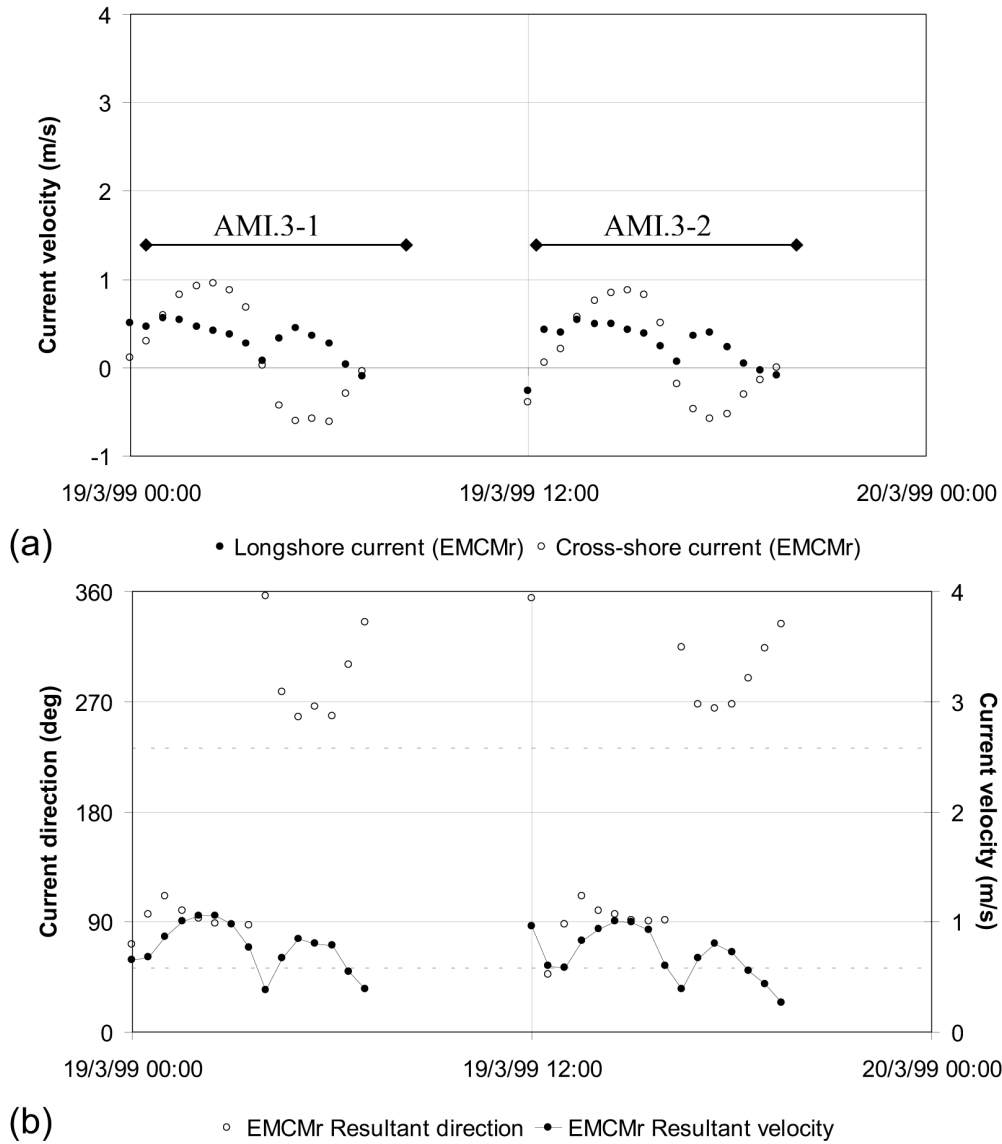 (a)
Current velocity (m/s)
4
3
2
1
0
-1
AMI.3-1
AMI.3-2
19/3/99 00:00
19/3/99 12:00
20/3/99 00:00
Longshore current (EMCMr)
Cross-shore current (EMCMr)
(b)
Current direction (deg)
360
270
180
90
0
4
3
2
1
0
Current velocity (m/s)
19/3/99 00:00
19/3/99 12:00
20/3/99 00:00
EMCMr Resultant direction
EMCMr Resultant velocity